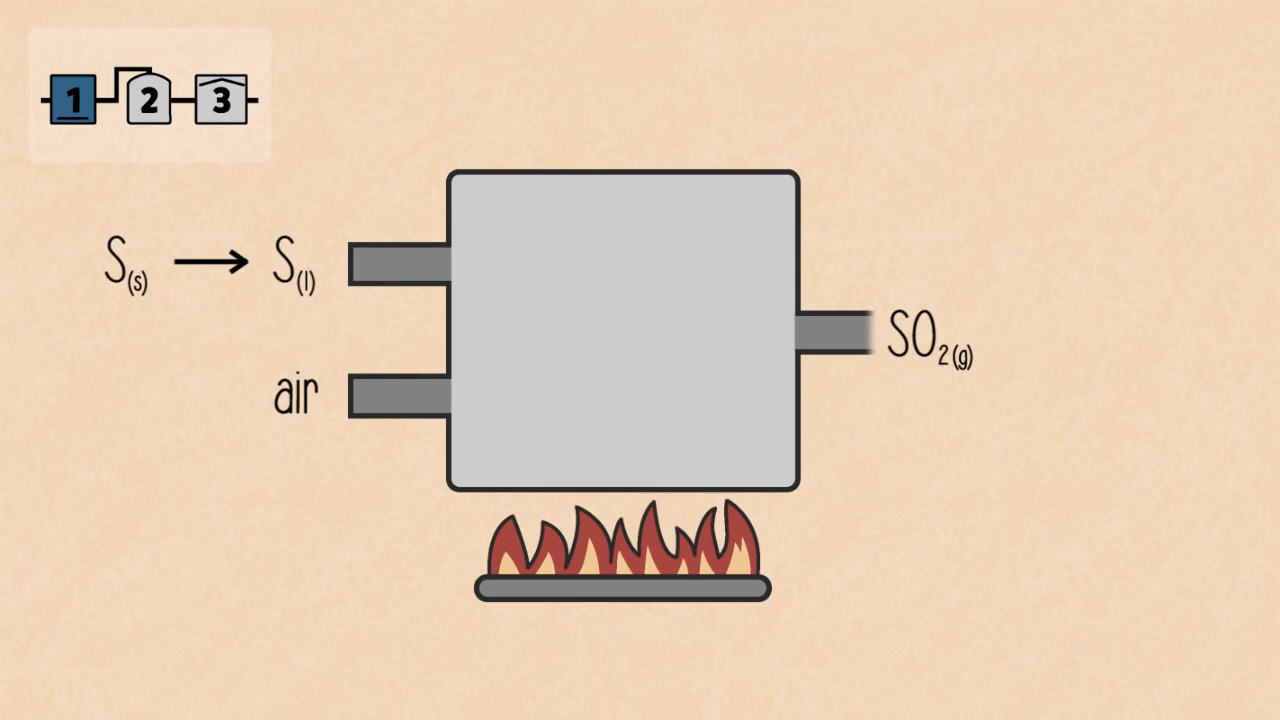 1 2 3
S(s) → S(l)
air
SO2(g)